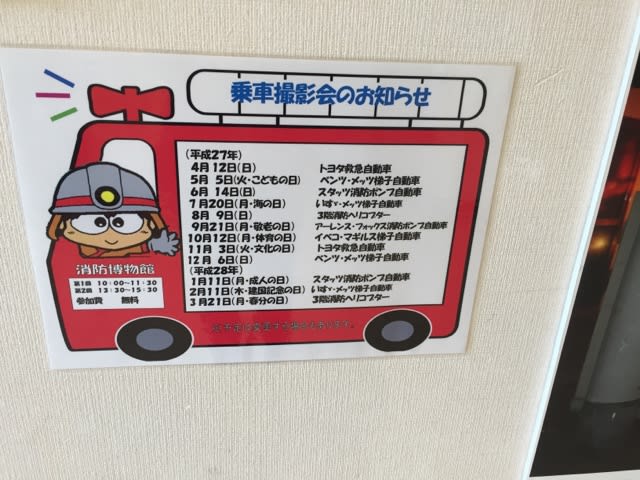 乗車撮影会のお知らせ
(平成27年)
4月12日(日) トヨタ救急自動車
5月 5日(火・こどもの日) ベンツ・メッツ梯子自動車
6月14日(日) スタッツ消防ポンプ自動車
7月20日(月・海の日) いすゞ・メッツ梯子自動車
8月 9日(日) 3階消防ヘリコプター
9月21日(月・敬老の日) アーレンス・フォックス消防ポンプ自動車
10月12日(月・体育の日) イベコ・マギルス梯子自動車
11月 3日(火・文化の日) トヨタ救急自動車
12月 6日(日) ベンツ・メッツ梯子自動車
(平成28年)
1月11日(月・成人の日) スタッツ消防ポンプ自動車
2月11日(木・建国記念の日) いすゞ・メッツ梯子自動車
3月21日(月・春分の日) 3階消防ヘリコプター
※予定は変更する場合があります。
消防博物館
第1回 10:00~11:30
第2回 13:30~15:30
参加費 無料